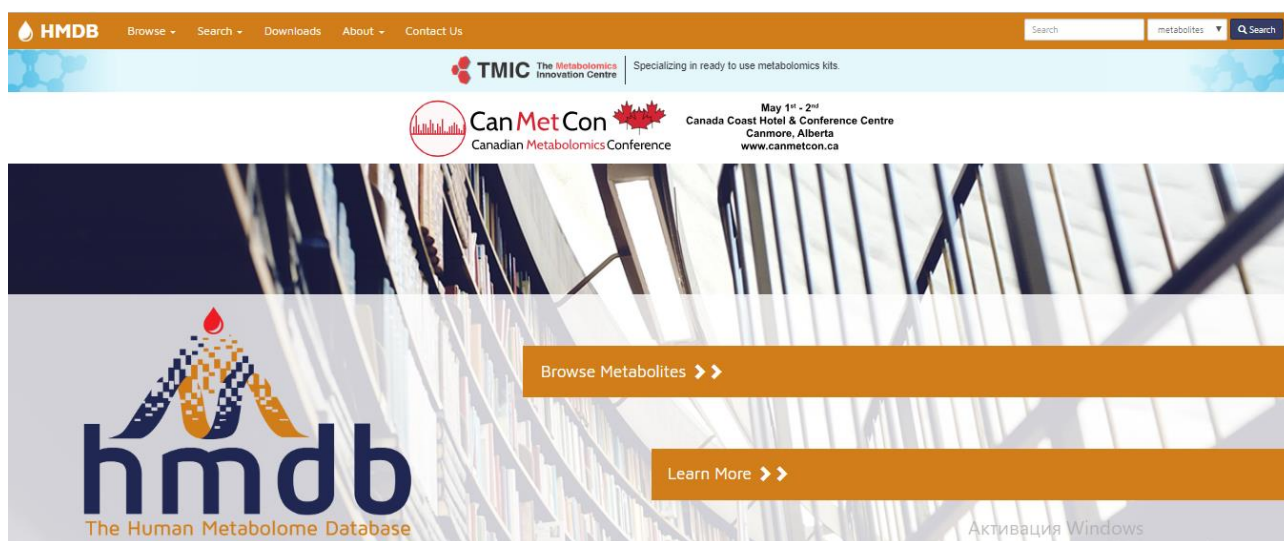 HMDB Browse Search Downloads About Contact Us Search metabolites Search
TMIC The Metabolomics Innovation Centre Specializing in ready to use metabolomics kits.
CanMetCon
Canadian Metabolomics Conference
May 1st - 2nd
Canada Coast Hotel & Conference Centre
Canmore, Alberta
www.canmetcon.ca
Browse Metabolites
hmdb
The Human Metabolome Database
Learn More
Активация Windows